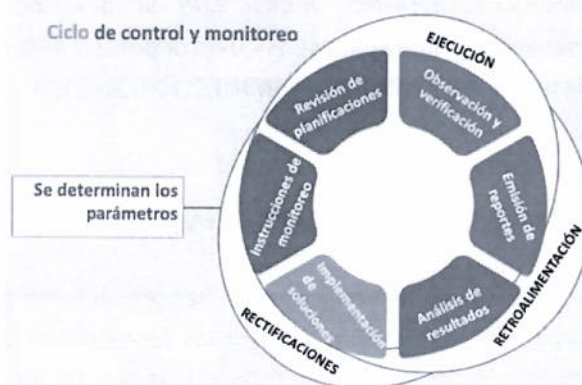 Ciclo de control y monitoreo
EJECUCIÓN
Revisión de
planificaciones
Observación y
verificación
Se determinan los
parámetros
Instrucciones de
monitoreo
Emisión de
reportes
Implementación
de
soluciones
Análisis de
resultados
RECTIFICACIONES
RETROALIMENTACIÓN